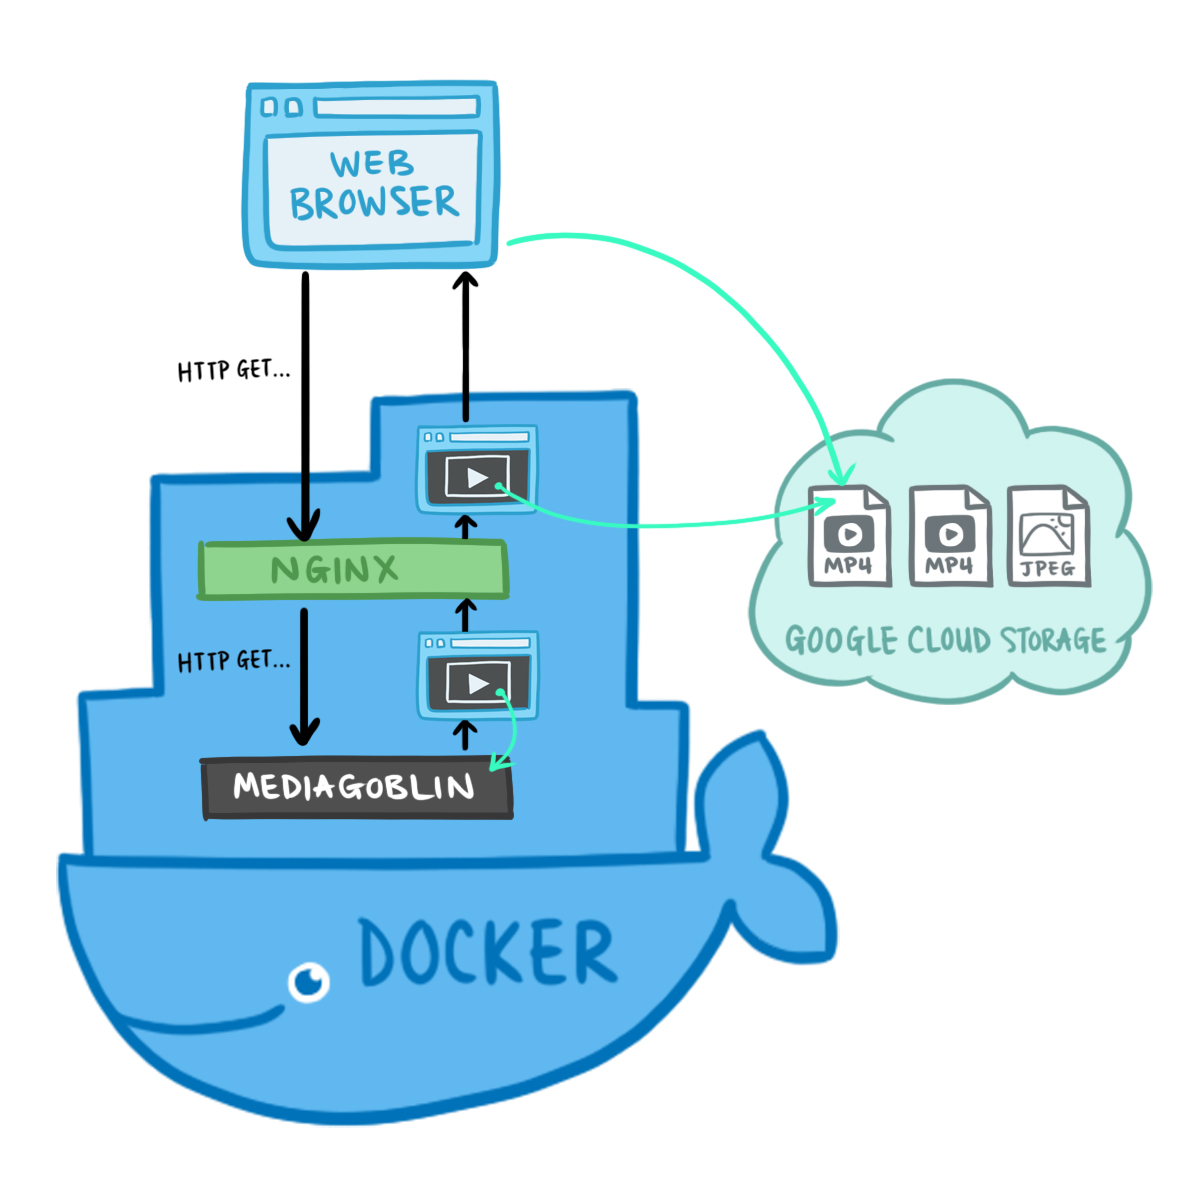 WEB
BROWSER
HTTP GET...
NGINX
HTTP GET...
MEDIAGOBLIN
MP4
MP4
JPEG
GOOGLE CLOUD STORAGE
DOCKER